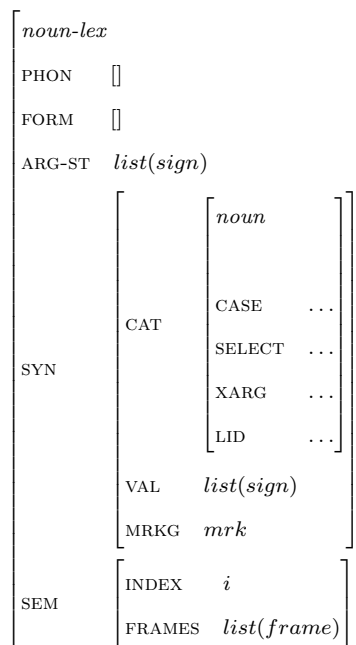 noun-lex
PHON []
FORM []
ARG-ST list(sign)
noun
CASE ...
CAT
SELECT ...
SYN
XARG ...
LID ...
VAL list(sign)
MRKG mrk
INDEX i
SEM
FRAMES list(frame)